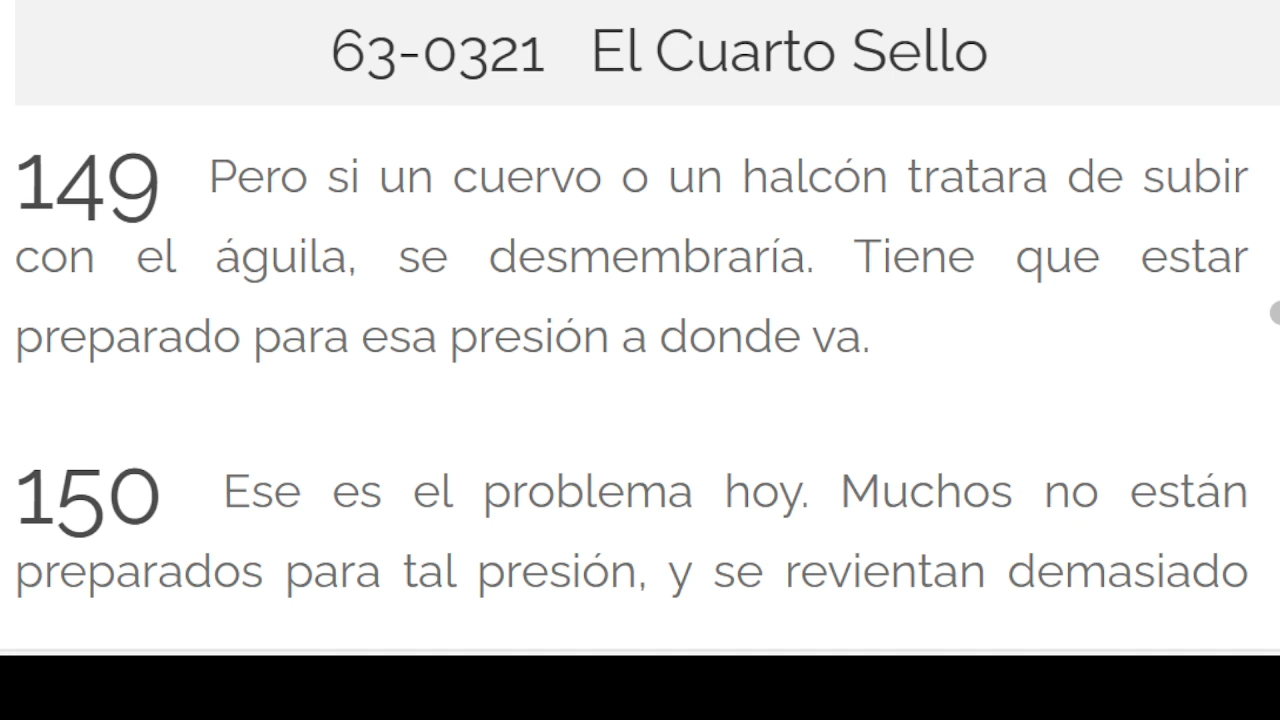 63-0321 El Cuarto Sello
149 Pero si un cuervo o un halcón tratara de subir
con el águila, se desmembraría. Tiene que estar
preparado para esa presión a donde va.
150 Ese es el problema hoy. Muchos no están
preparados para tal presión, y se revientan demasiado